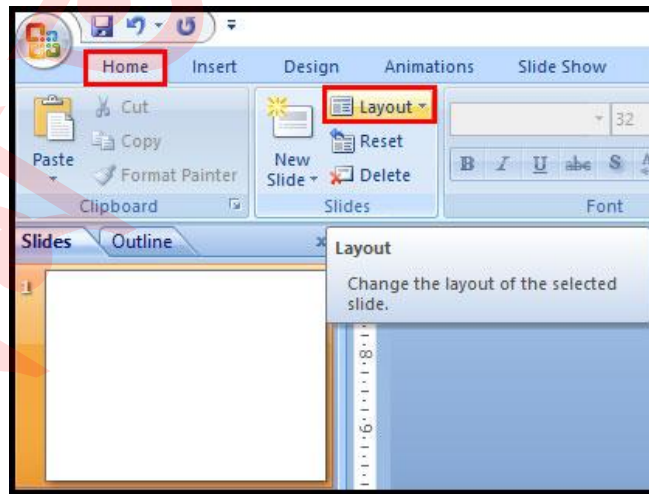 Home Insert Design Animations Slide Show
Cut
Copy
Format Painter
Paste
Clipboard
New
Slide
Layout
Reset
Delete
Slides
32
B I U abc S
Font
Slides Outline
Layout
Change the layout of the selected
slide.
1
8
9